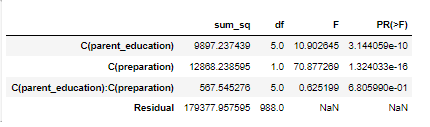 sum_sq df F PR(>F)
C(parent_education) 9897.237439 5.0 10.902645 3.144059e-10
C(preparation) 12868.238595 1.0 70.877269 1.324033e-16
C(parent_education):C(preparation) 567.545276 5.0 0.625199 6.805990e-01
Residual 179377.957595 988.0 NaN NaN